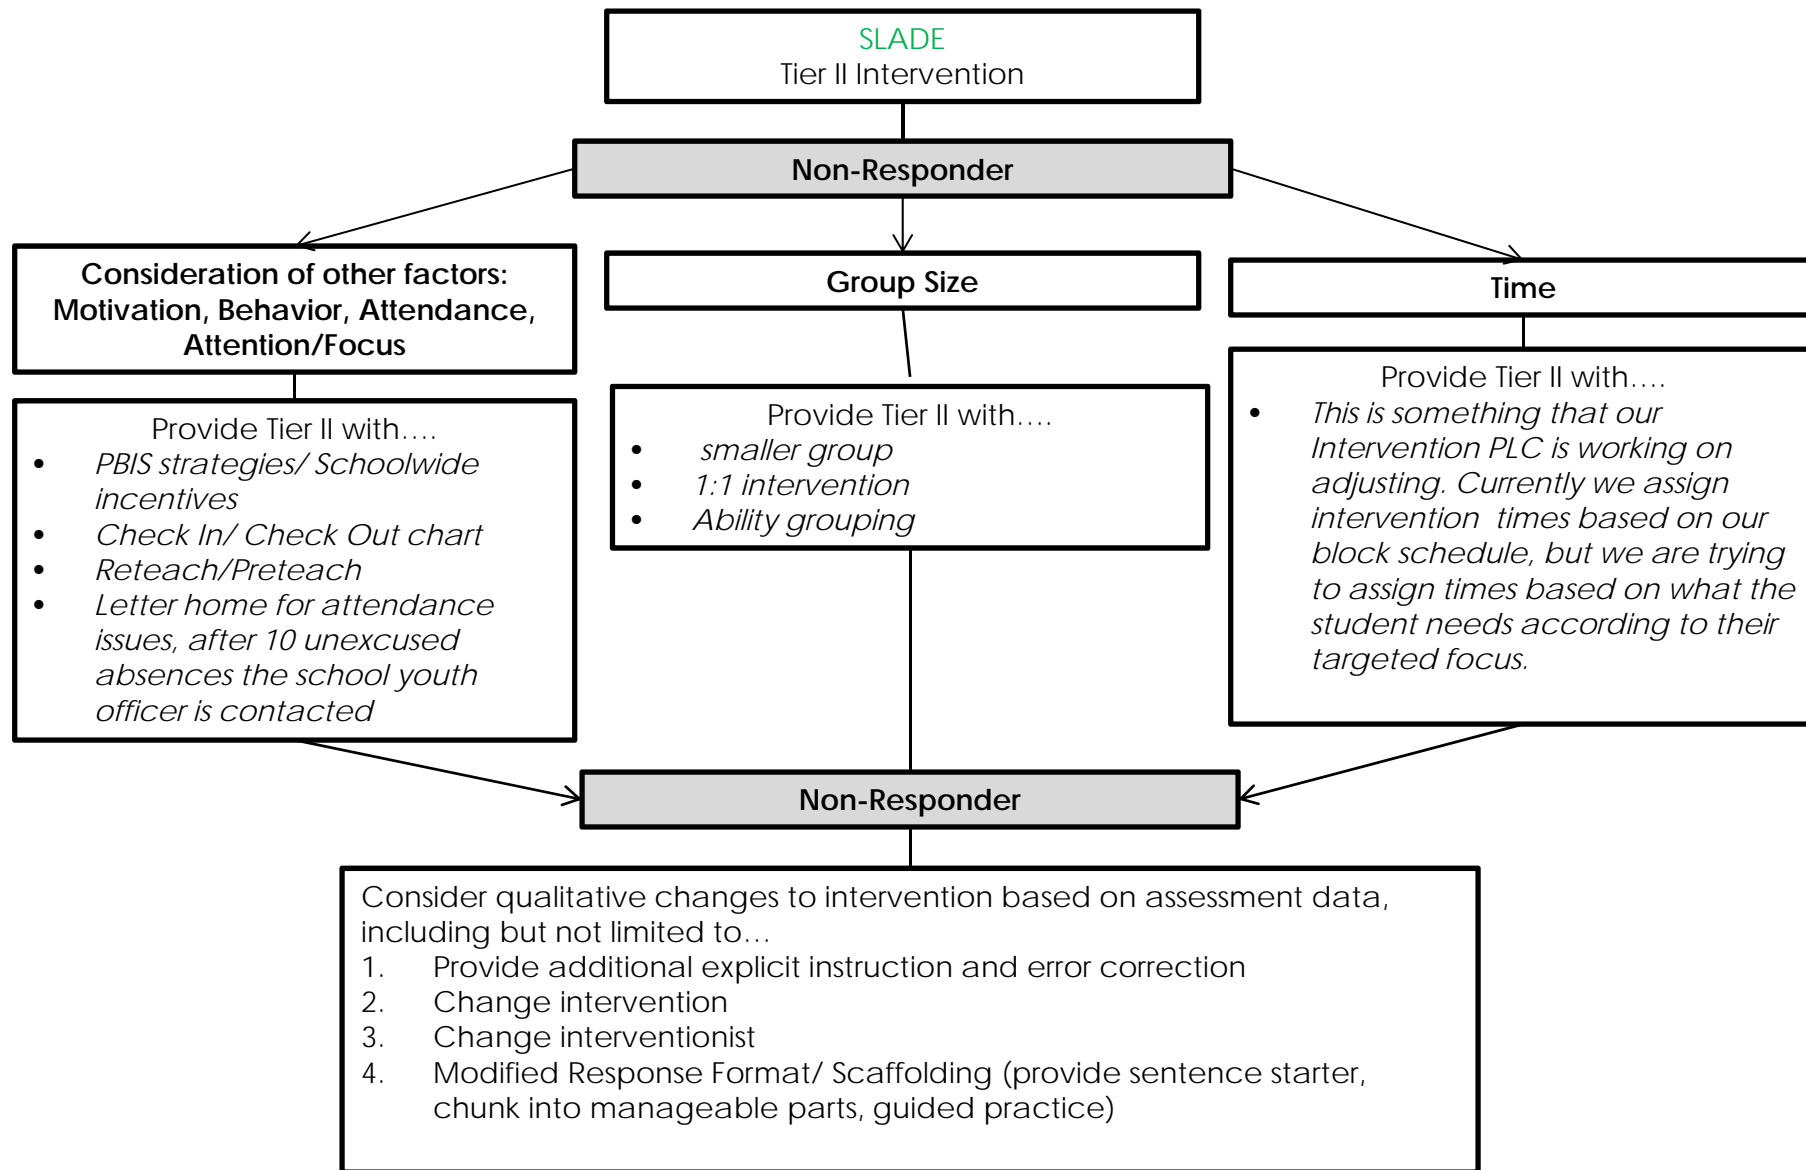 SLADE
Tier II Intervention
Non-Responder
Consideration of other factors:
Motivation, Behavior, Attendance,
Attention/Focus
Provide Tier II with....
• PBIS strategies/ Schoolwide
incentives
• Check In/ Check Out chart
• Reteach/Preteach
• Letter home for attendance
issues, after 10 unexcused
absences the school youth
officer is contacted
Group Size
Provide Tier II with....
• smaller group
• 1:1 intervention
• Ability grouping
Time
Provide Tier II with....
• This is something that our
Intervention PLC is working on
adjusting. Currently we assign
intervention times based on our
block schedule, but we are trying
to assign times based on what the
student needs according to their
targeted focus.
Non-Responder
Consider qualitative changes to intervention based on assessment data,
including but not limited to…
1. Provide additional explicit instruction and error correction
2. Change intervention
3. Change interventionist
4. Modified Response Format/ Scaffolding (provide sentence starter,
chunk into manageable parts, guided practice)